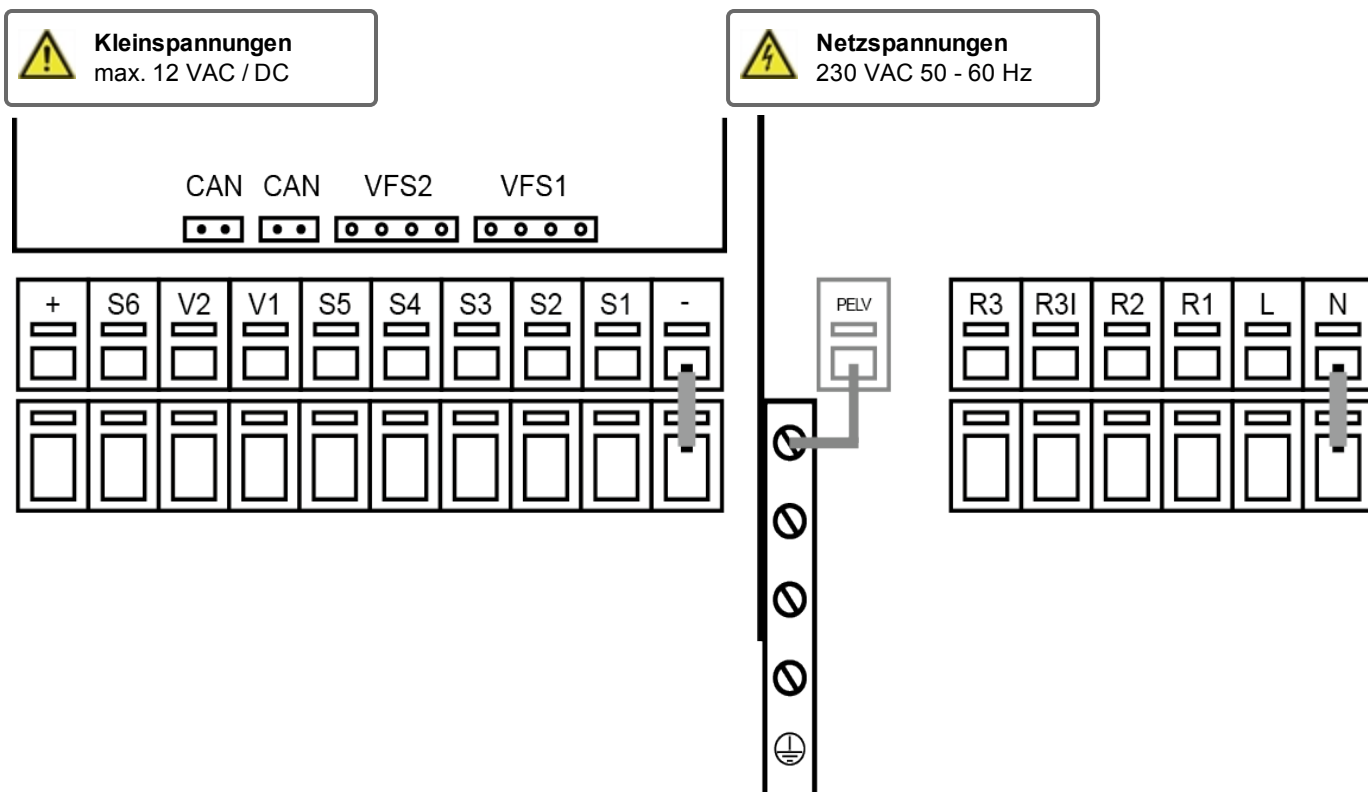 Kleinspannungen
max. 12 VAC / DC
Netzspannungen
230 VAC 50 - 60 Hz
CAN CAN VFS2 VFS1
+ S6 V2 V1 S5 S4 S3 S2 S1 -
PELV
R3 R3I R2 R1 L N